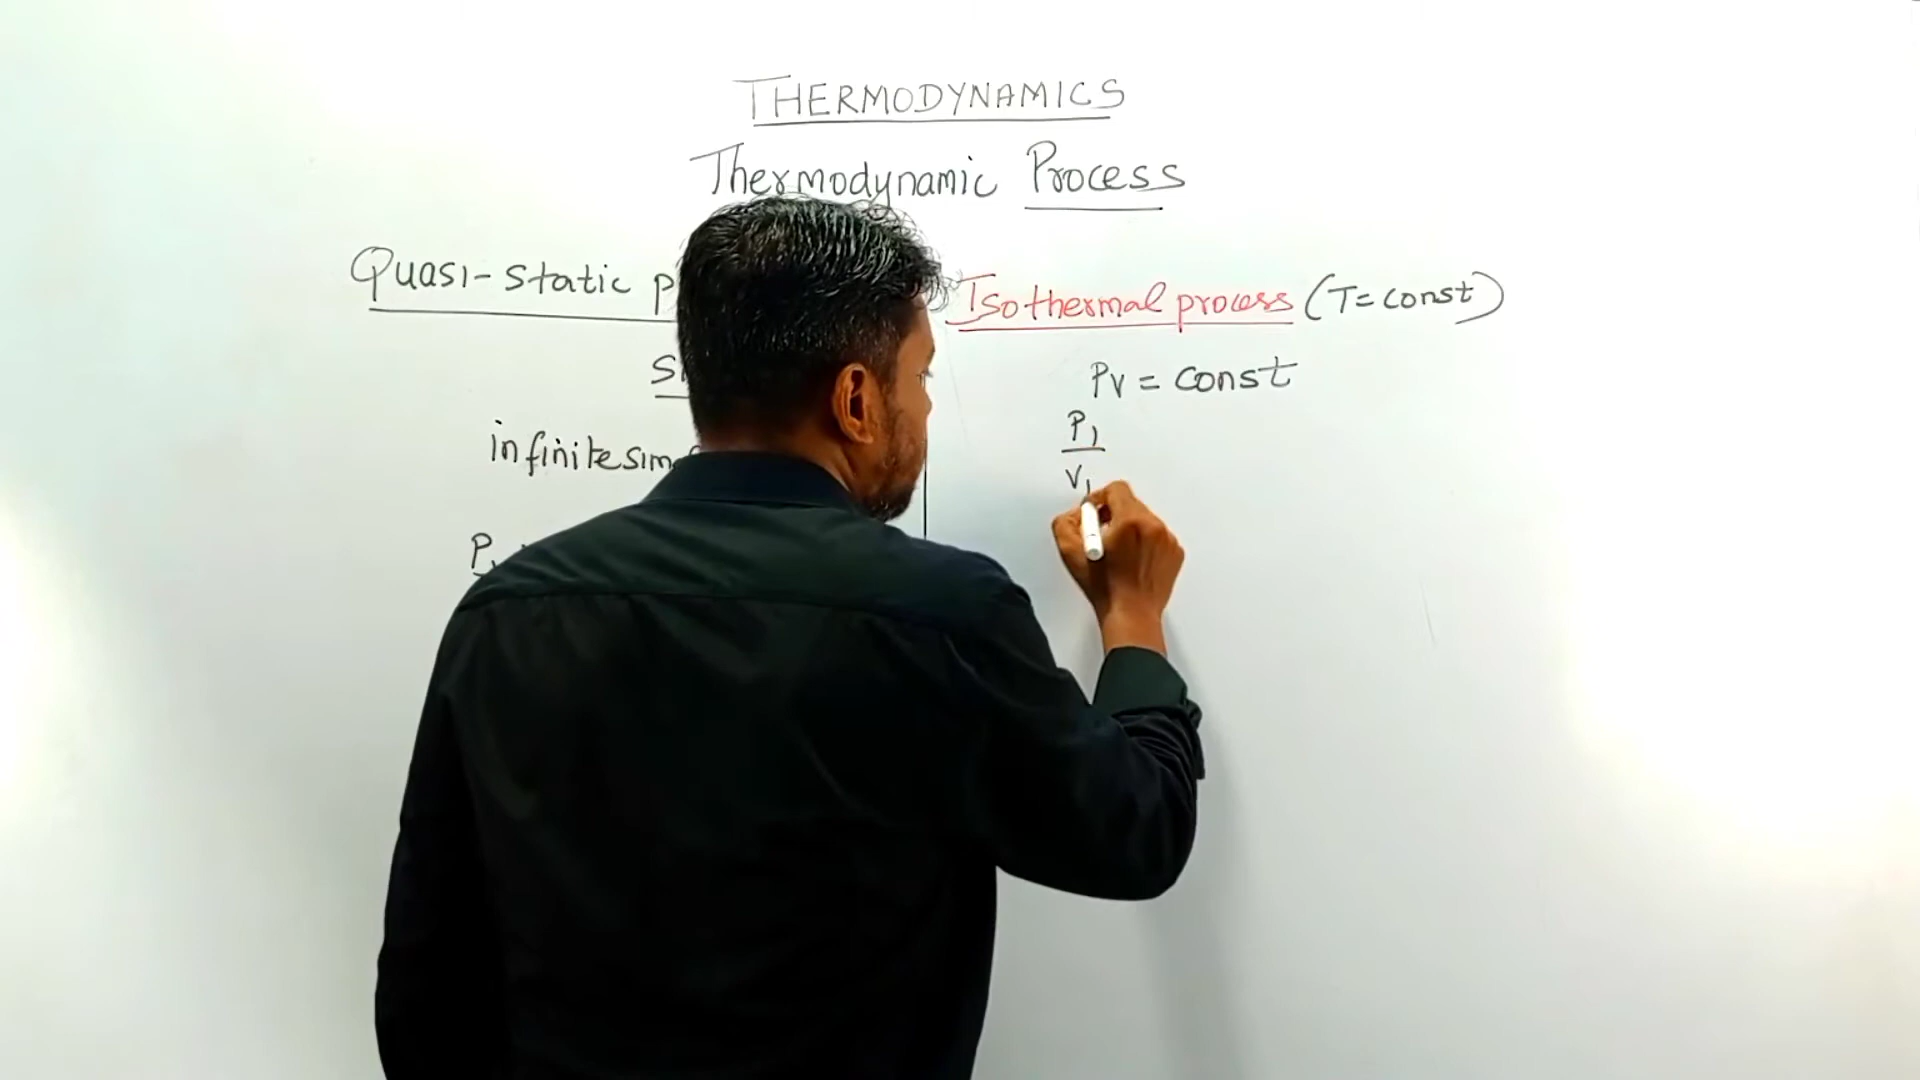 THERMODYNAMICS
Thermodynamic Process
Quasi-static
infinitesim
P
Isothermal process (T = const)
PV = const
P1
V1